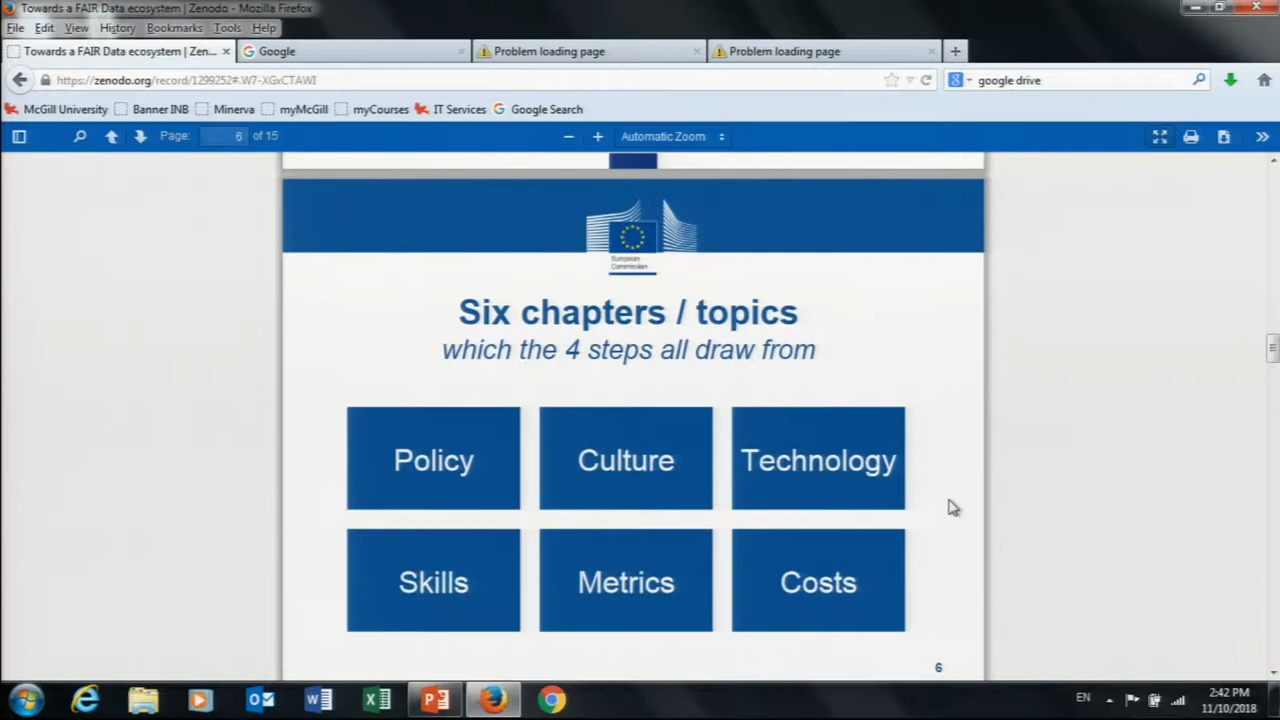 Towards a FAIR Data ecosystem | Zenodo - Mozilla Firefox
File Edit View History Bookmarks Tools Help
Towards a FAIR Data ecosystem | Zen... Google Problem loading page Problem loading page
https://zenodo.org/record/1299252#.W7-XGxCTAWI google drive
McGill University Banner INB Minerva myMcGill myCourses IT Services Google Search
Page: 6 of 15 Automatic Zoom
European
Commission
Six chapters / topics
which the 4 steps all draw from
Policy Culture Technology
Skills Metrics Costs
6
EN 2:42 PM
11/10/2018